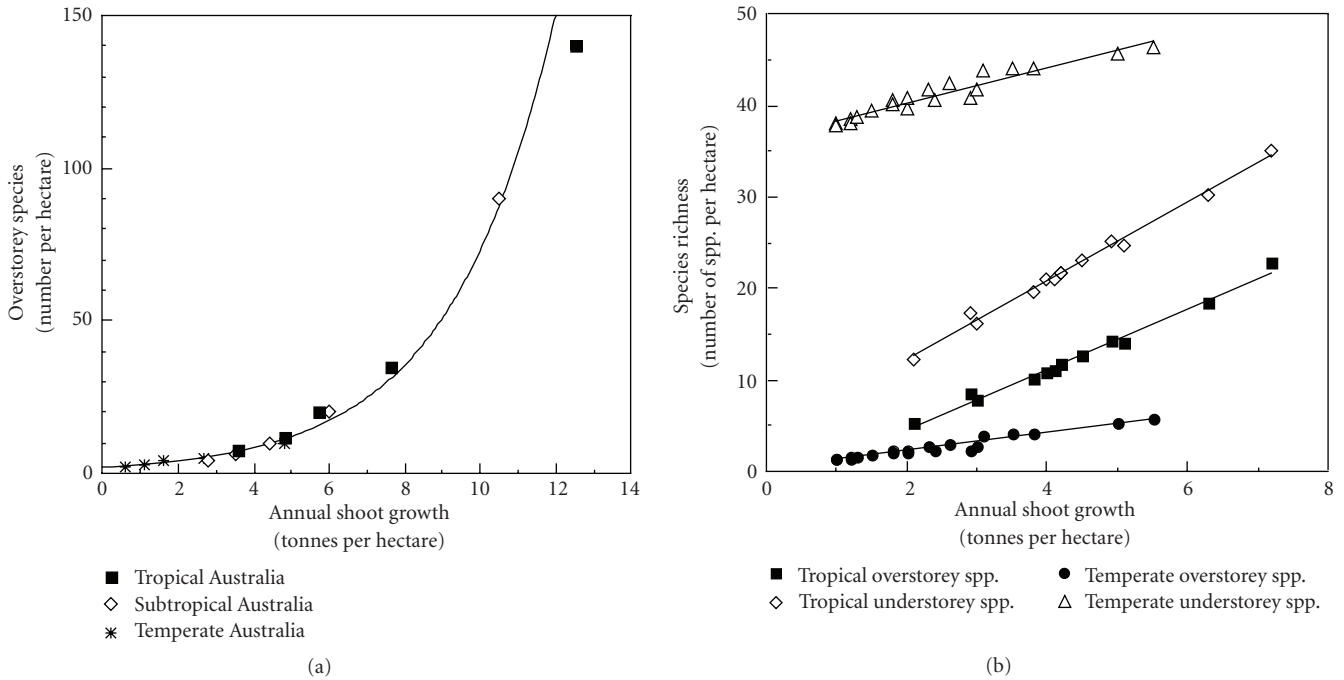 150
100
50
0
Overstorey species
(number per hectare)
0 2 4 6 8 10 12 14
Annual shoot growth
(tonnes per hectare)
Tropical Australia
Subtropical Australia
Temperate Australia
(a)
50
40
30
20
10
0
Species richness
(number of spp. per hectare)
0 2 4 6 8
Annual shoot growth
(tonnes per hectare)
Tropical overstorey spp. Temperate overstorey spp.
Tropical understorey spp. Temperate understorey spp.
(b)